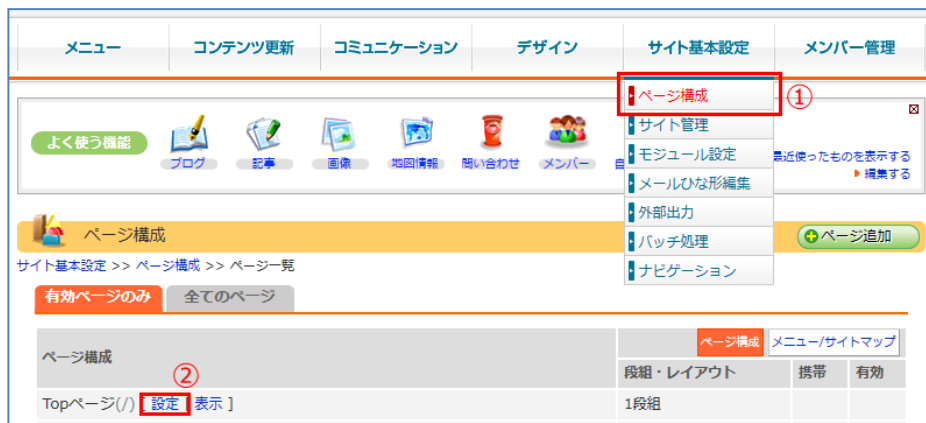 メニュー コンテンツ更新 コミュニケーション デザイン サイト基本設定 メンバー管理
ページ構成 ①
サイト管理
モジュール設定
メールひな形編集
外部出力
バッチ処理
ナビゲーション
よく使う機能
ブログ 記事 画像 地図情報 問い合わせ メンバー 自
最近使ったものを表示する
編集する
ページ構成 ページ追加
サイト基本設定 >> ページ構成 >> ページ一覧
有効ページのみ 全てのページ
ページ構成 メニュー/サイトマップ
ページ構成
段組・レイアウト 携帯 有効
②
Topページ(/) [ 設定 | 表示 ] 1段組